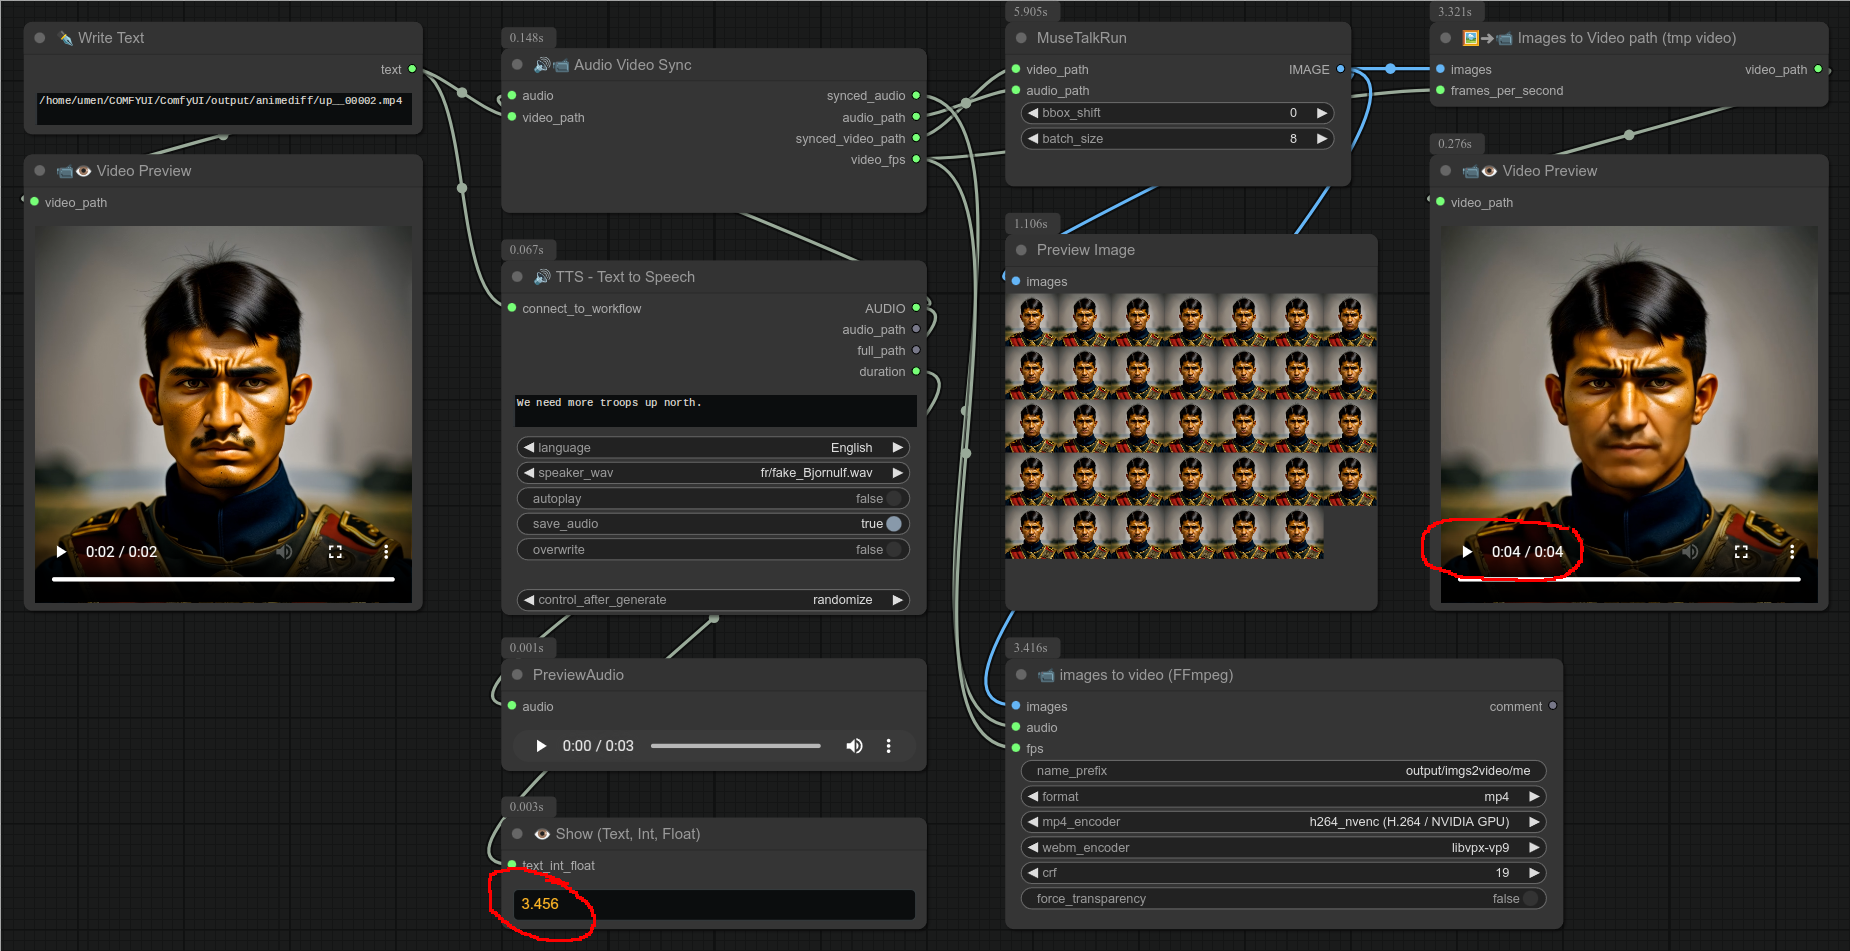 Write Text
text
/home/umen/COMFYUI/ComfyUI/output/animediff/up__00002.mp4
Video Preview
video_path
0:02 / 0:02
0.148s
Audio Video Sync
audio
synced_audio
video_path
audio_path
synced_video_path
video_fps
0.067s
TTS - Text to Speech
connect_to_workflow
AUDIO
audio_path
full_path
duration
We need more troops up north.
language
English
speaker_wav
fr/fake_Bjornulf.wav
autoplay
false
save_audio
true
overwrite
false
control_after_generate
randomize
0.001s
PreviewAudio
audio
0:00 / 0:03
0.003s
Show (Text, Int, Float)
text_int_float
3.456
5.905s
MuseTalkRun
video_path
IMAGE
audio_path
bbox_shift
0
batch_size
8
1.106s
Preview Image
images
3.416s
images to video (FFmpeg)
images
comment
audio
fps
name_prefix
output/imgs2video/me
format
mp4
mp4_encoder
h264_nvenc (H.264 / NVIDIA GPU)
webm_encoder
libvpx-vp9
crf
19
force_transparency
false
3.321s
Images to Video path (tmp video)
images
video_path
frames_per_second
0.276s
Video Preview
video_path
0:04 / 0:04